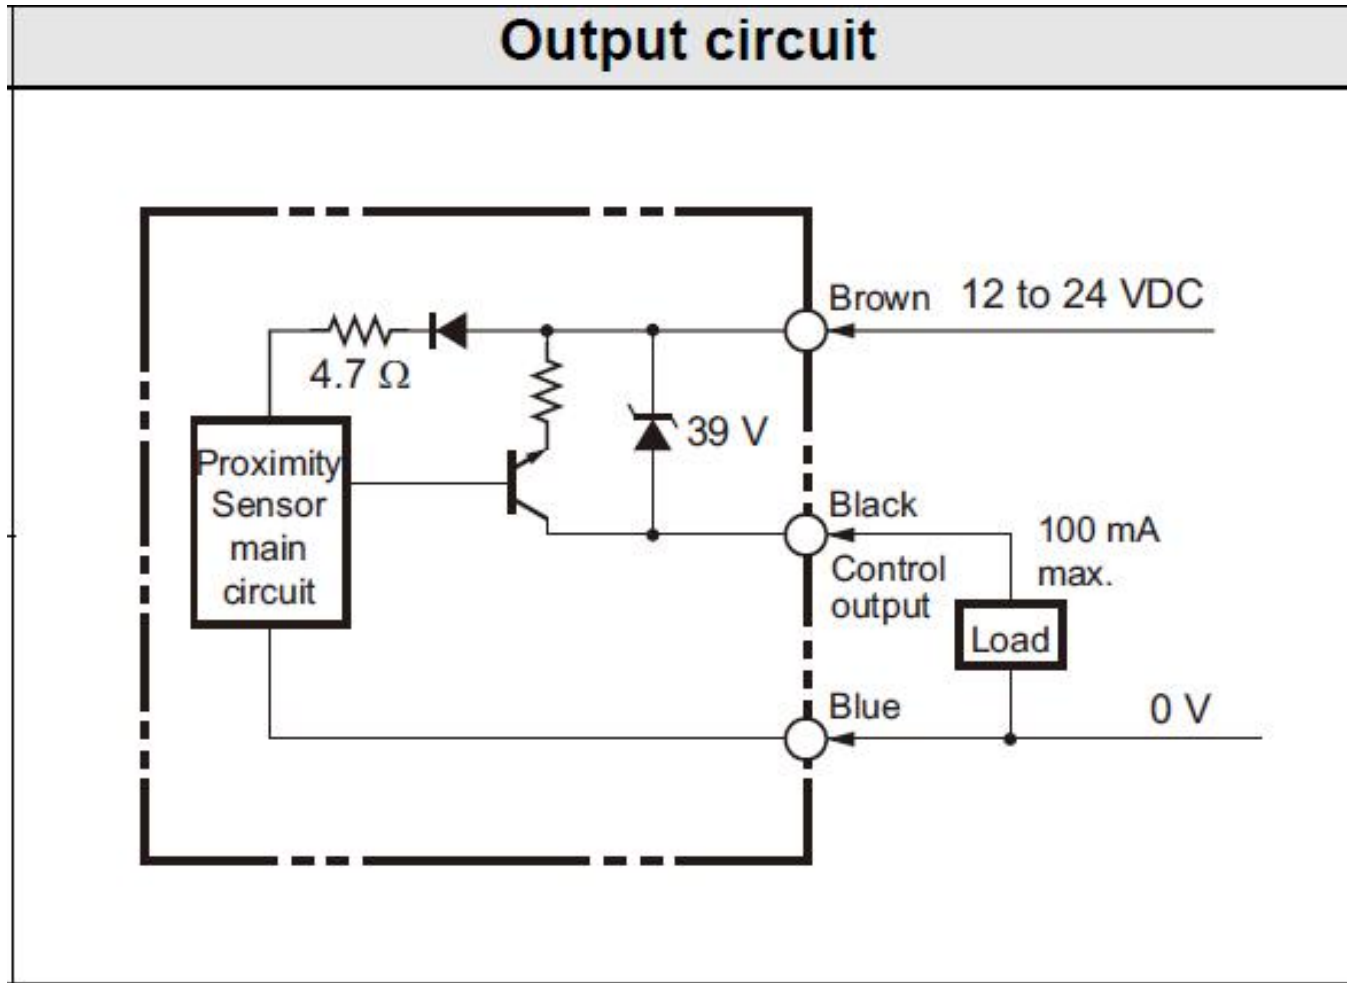 Output circuit
Brown 12 to 24 VDC
4.7 Ω
39 V
Proximity
Sensor
main
circuit
Black
Control
output
100 mA
max.
Load
Blue
0 V